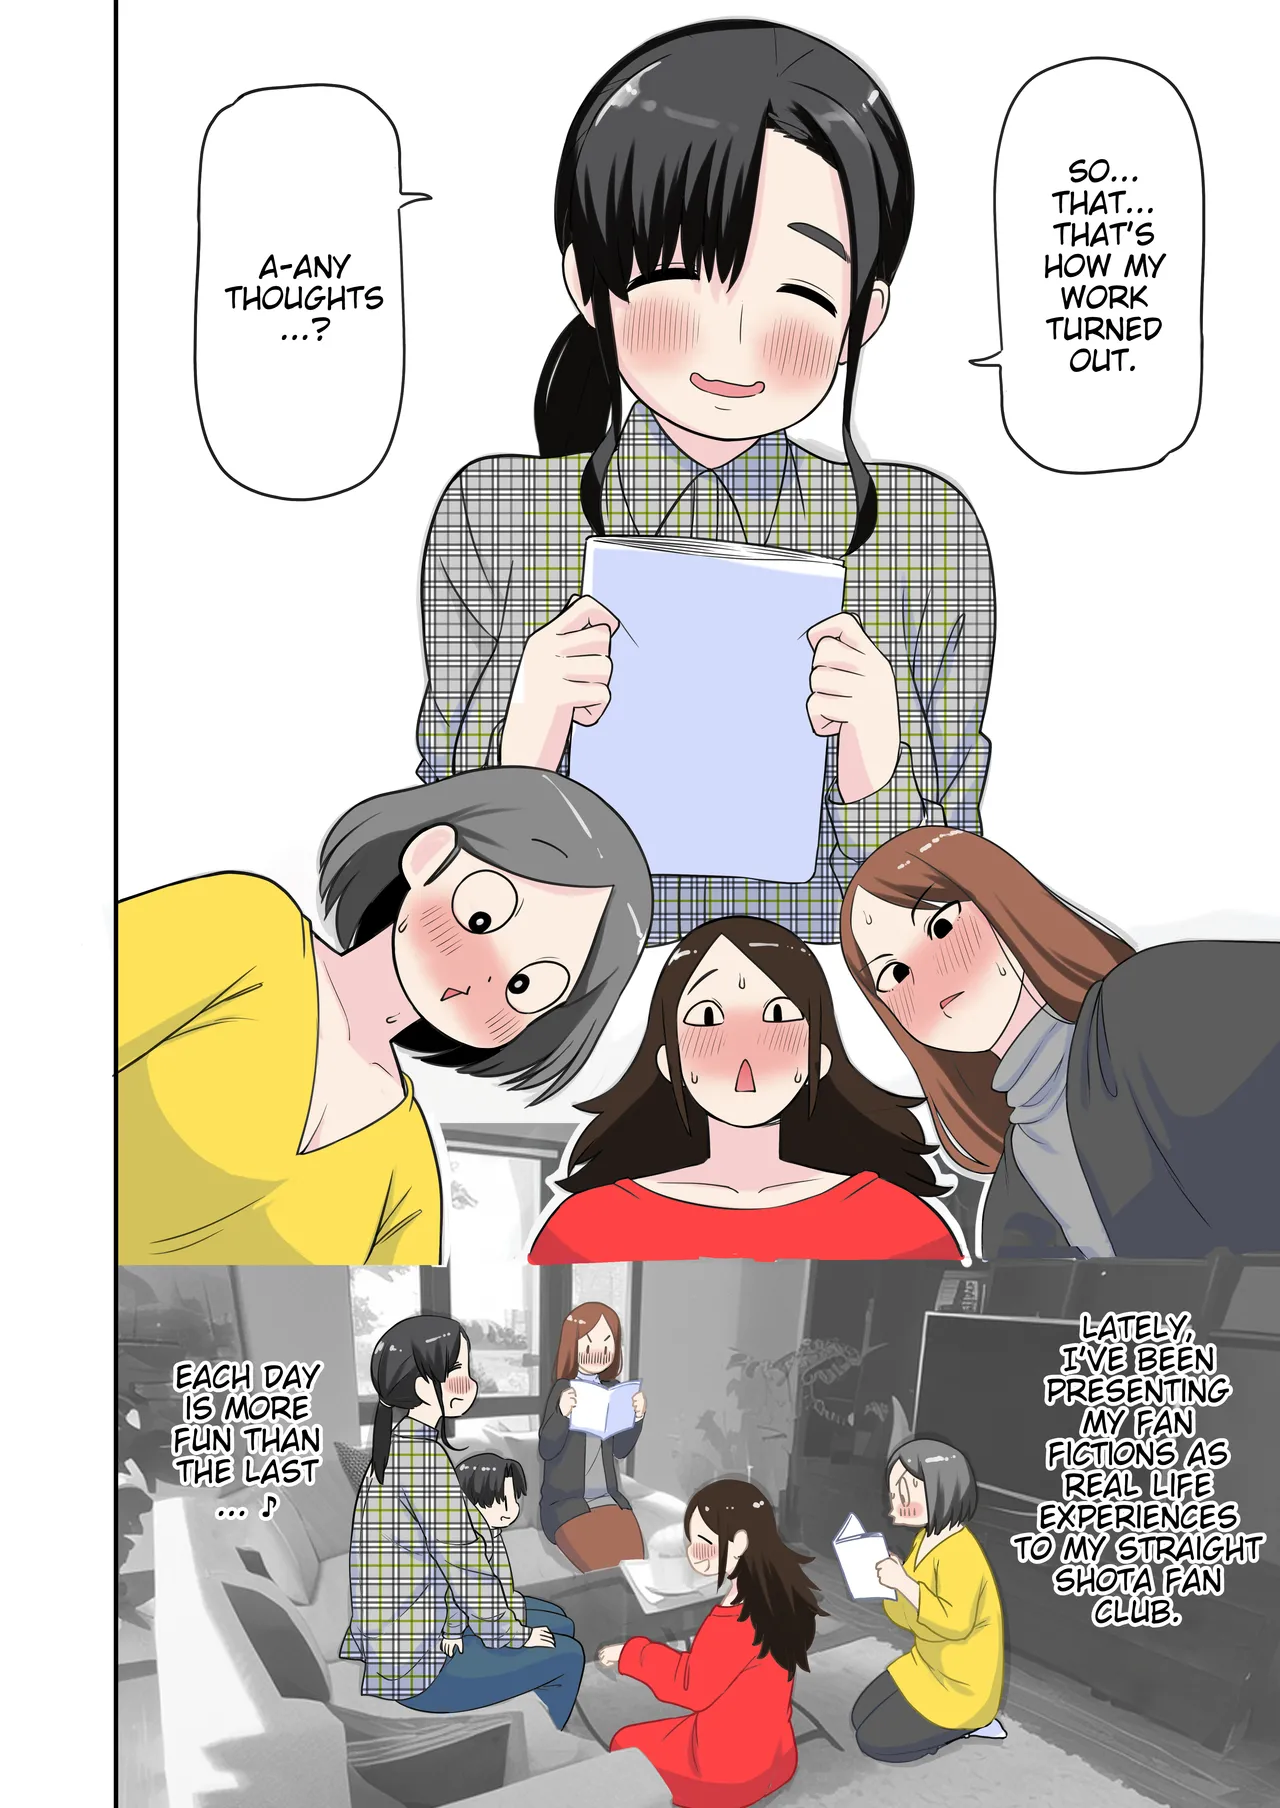 SO...
THAT...
THAT'S
HOW MY
WORK
TURNED
OUT.
A-ANY
THOUGHTS
...?
LATELY,
I'VE BEEN
PRESENTING
MY FAN
FICTIONS AS
REAL LIFE
EXPERIENCES
TO MY STRAIGHT
SHOTA FAN
CLUB.
EACH DAY
IS MORE
FUN THAN
THE LAST
... ♪